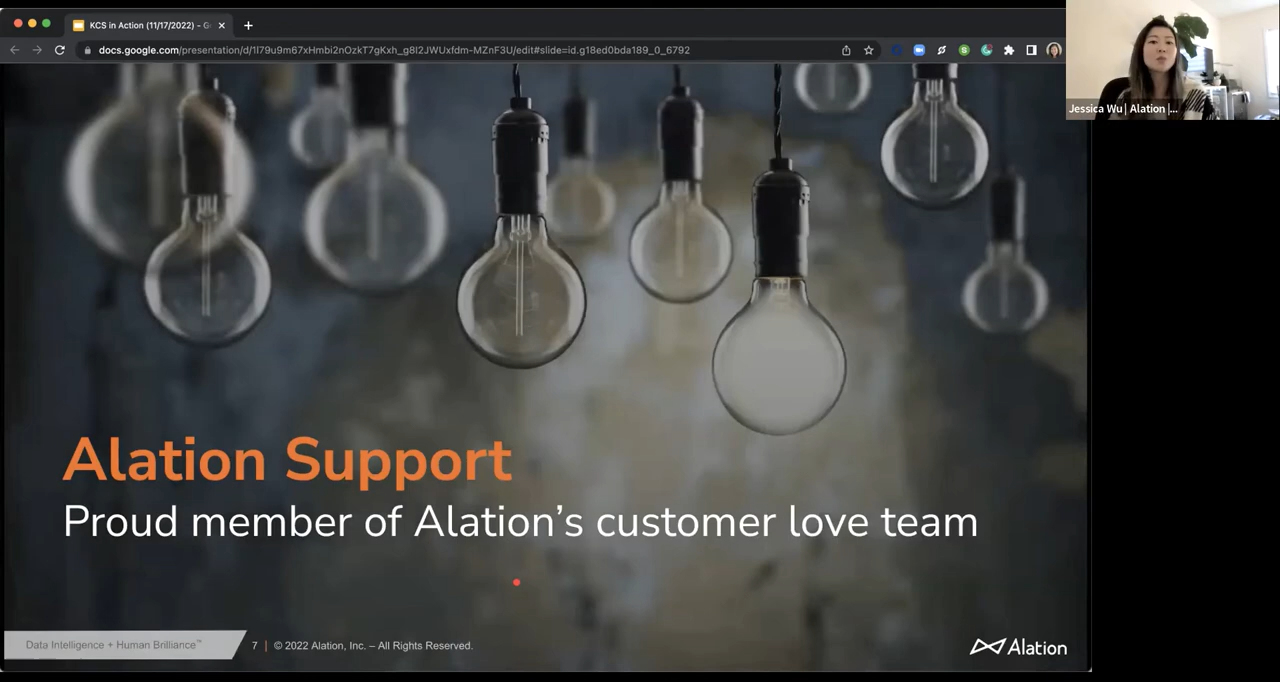 KCS in Action (11/17/2022) – G
docs.google.com/presentation/d/1l79u9m67xHmbi2nOzkT7gKxh_g8l2JWUxfdm-MZnF3U/edit#slide=id.g18ed0bda189_0_6792
Jessica Wu | Alation |...
Alation Support
Proud member of Alation’s customer love team
Data Intelligence + Human Brilliance™
7 | © 2022 Alation, Inc. – All Rights Reserved.
Alation